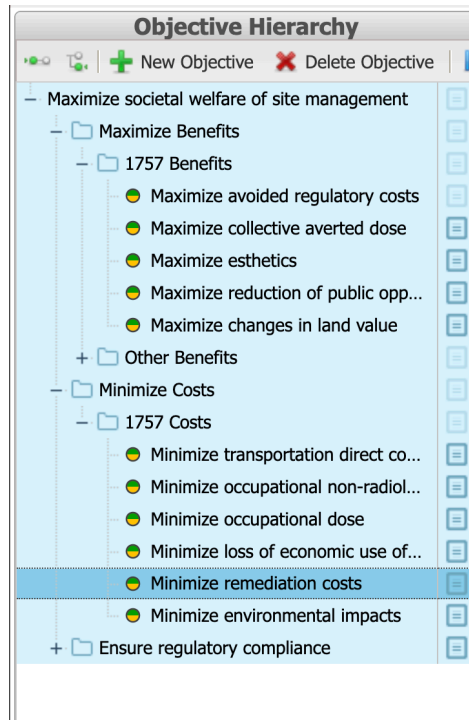 Objective Hierarchy
New Objective Delete Objective
Maximize societal welfare of site management
Maximize Benefits
1757 Benefits
Maximize avoided regulatory costs
Maximize collective averted dose
Maximize esthetics
Maximize reduction of public opp...
Maximize changes in land value
Other Benefits
Minimize Costs
1757 Costs
Minimize transportation direct co...
Minimize occupational non-radiol...
Minimize occupational dose
Minimize loss of economic use of...
Minimize remediation costs
Minimize environmental impacts
Ensure regulatory compliance